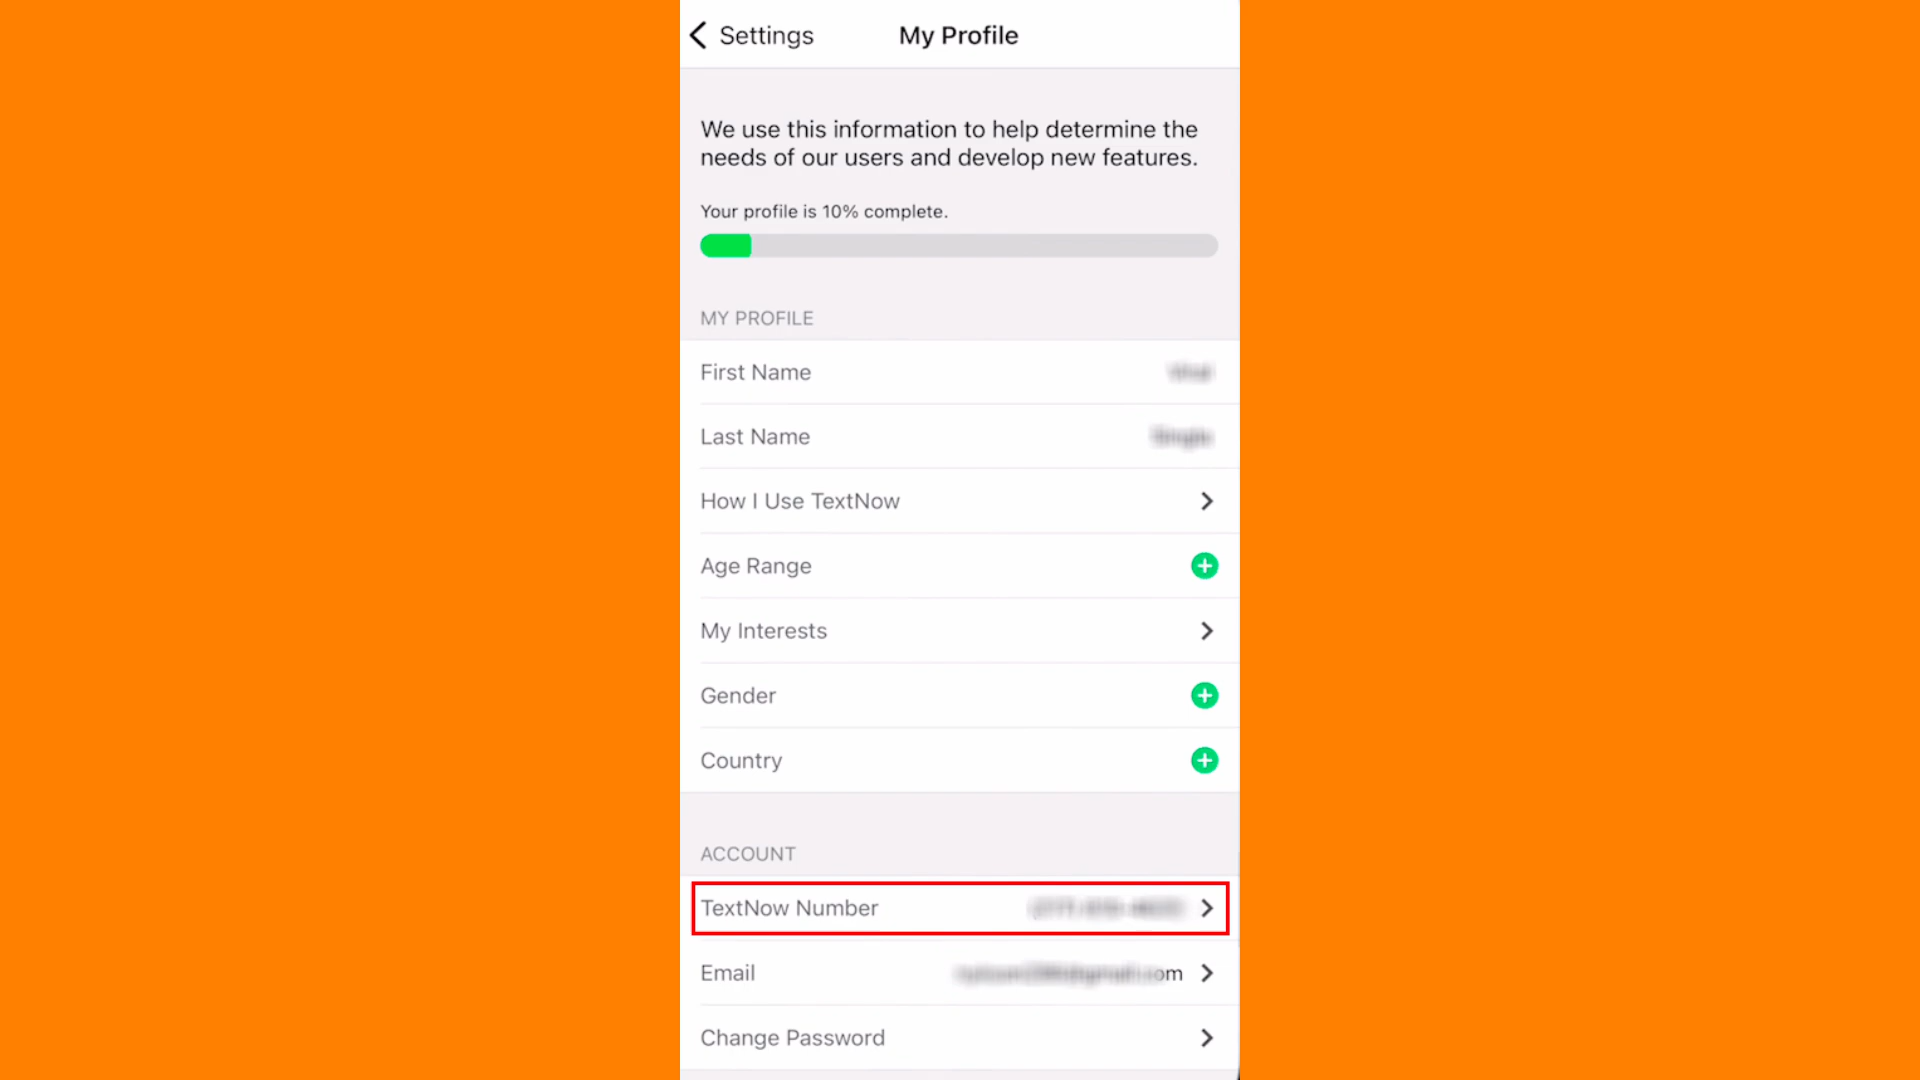 Settings
My Profile
We use this information to help determine the
needs of our users and develop new features.
Your profile is 10% complete.
MY PROFILE
First Name
Last Name
How I Use TextNow
Age Range
My Interests
Gender
Country
ACCOUNT
TextNow Number
Email
Change Password